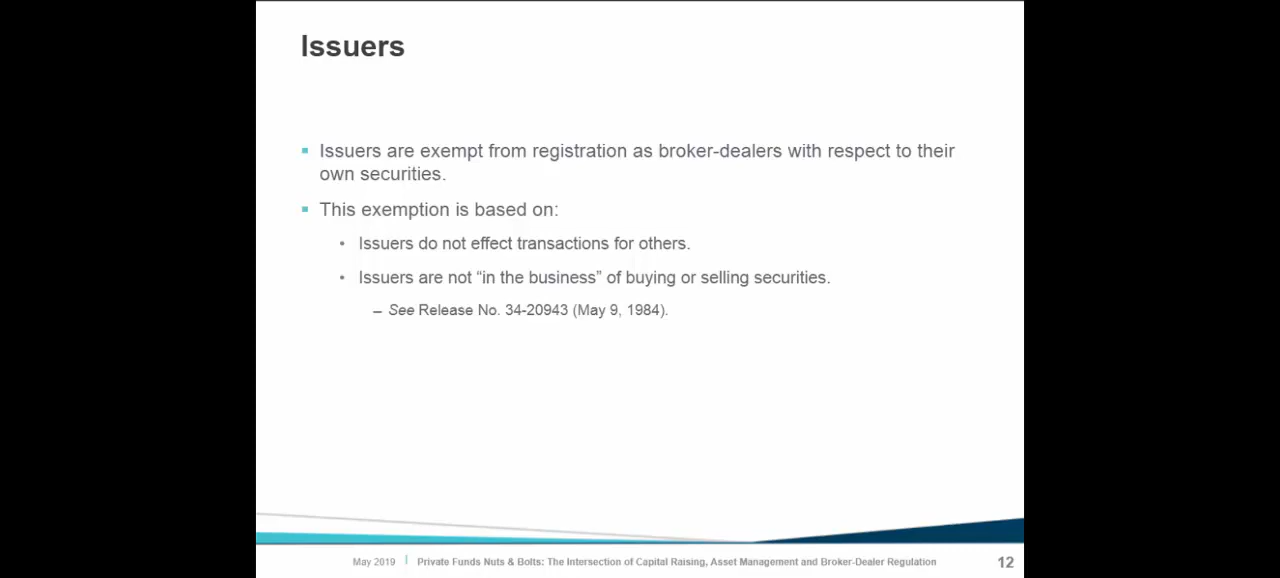 Issuers
▪ Issuers are exempt from registration as broker-dealers with respect to their
own securities.
▪ This exemption is based on:
• Issuers do not effect transactions for others.
• Issuers are not “in the business” of buying or selling securities.
– See Release No. 34-20943 (May 9, 1984).
May 2019 | Private Funds Nuts & Bolts: The Intersection of Capital Raising, Asset Management and Broker-Dealer Regulation 12